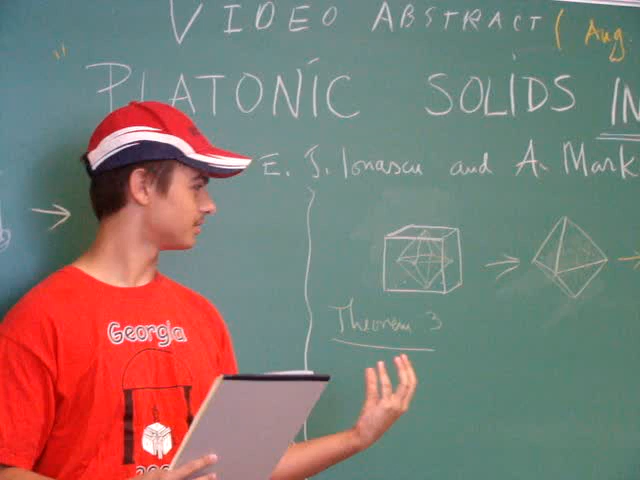 VIDEO ABSTRACT ( Aug.
PLATONIC SOLIDS IN
E. J. Ionascu and A. Mark
Theorem 3
Georgia